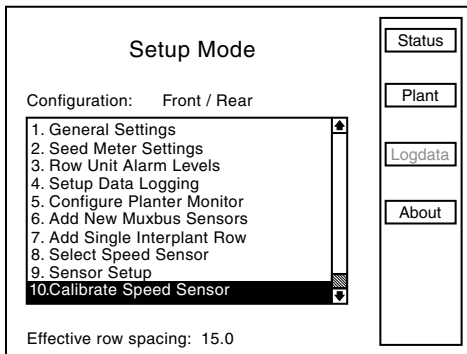 Setup Mode
Configuration: Front / Rear
1. General Settings
2. Seed Meter Settings
3. Row Unit Alarm Levels
4. Setup Data Logging
5. Configure Planter Monitor
6. Add New Muxbus Sensors
7. Add Single Interplant Row
8. Select Speed Sensor
9. Sensor Setup
10.Calibrate Speed Sensor
Effective row spacing: 15.0
Status
Plant
Logdata
About